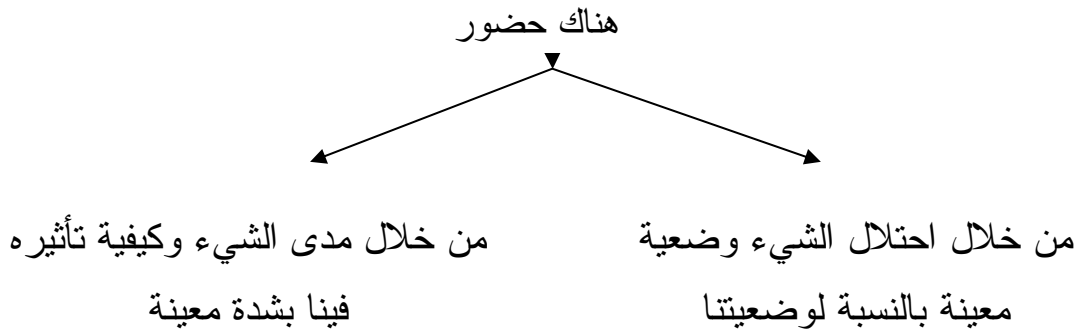 هناك حضور
من خلال احتلال الشيء وضعية
معينة بالنسبة لوضعيتنا
من خلال مدى الشيء وكيفية تأثيره
فينا بشدة معينة